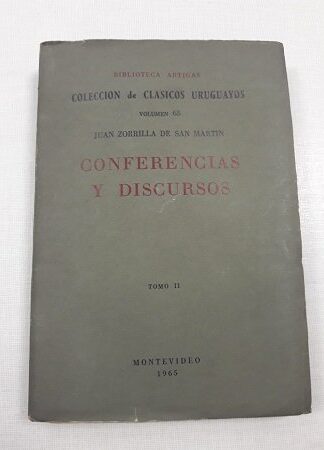 BIBLIOTECA ARTIGAS
COLECCION de CLASICOS URUGUAYOS
VOLUMEN 65
JUAN ZORRILLA DE SAN MARTIN
CONFERENCIAS
Y DISCURSOS
TOMO II
MONTEVIDEO
1965